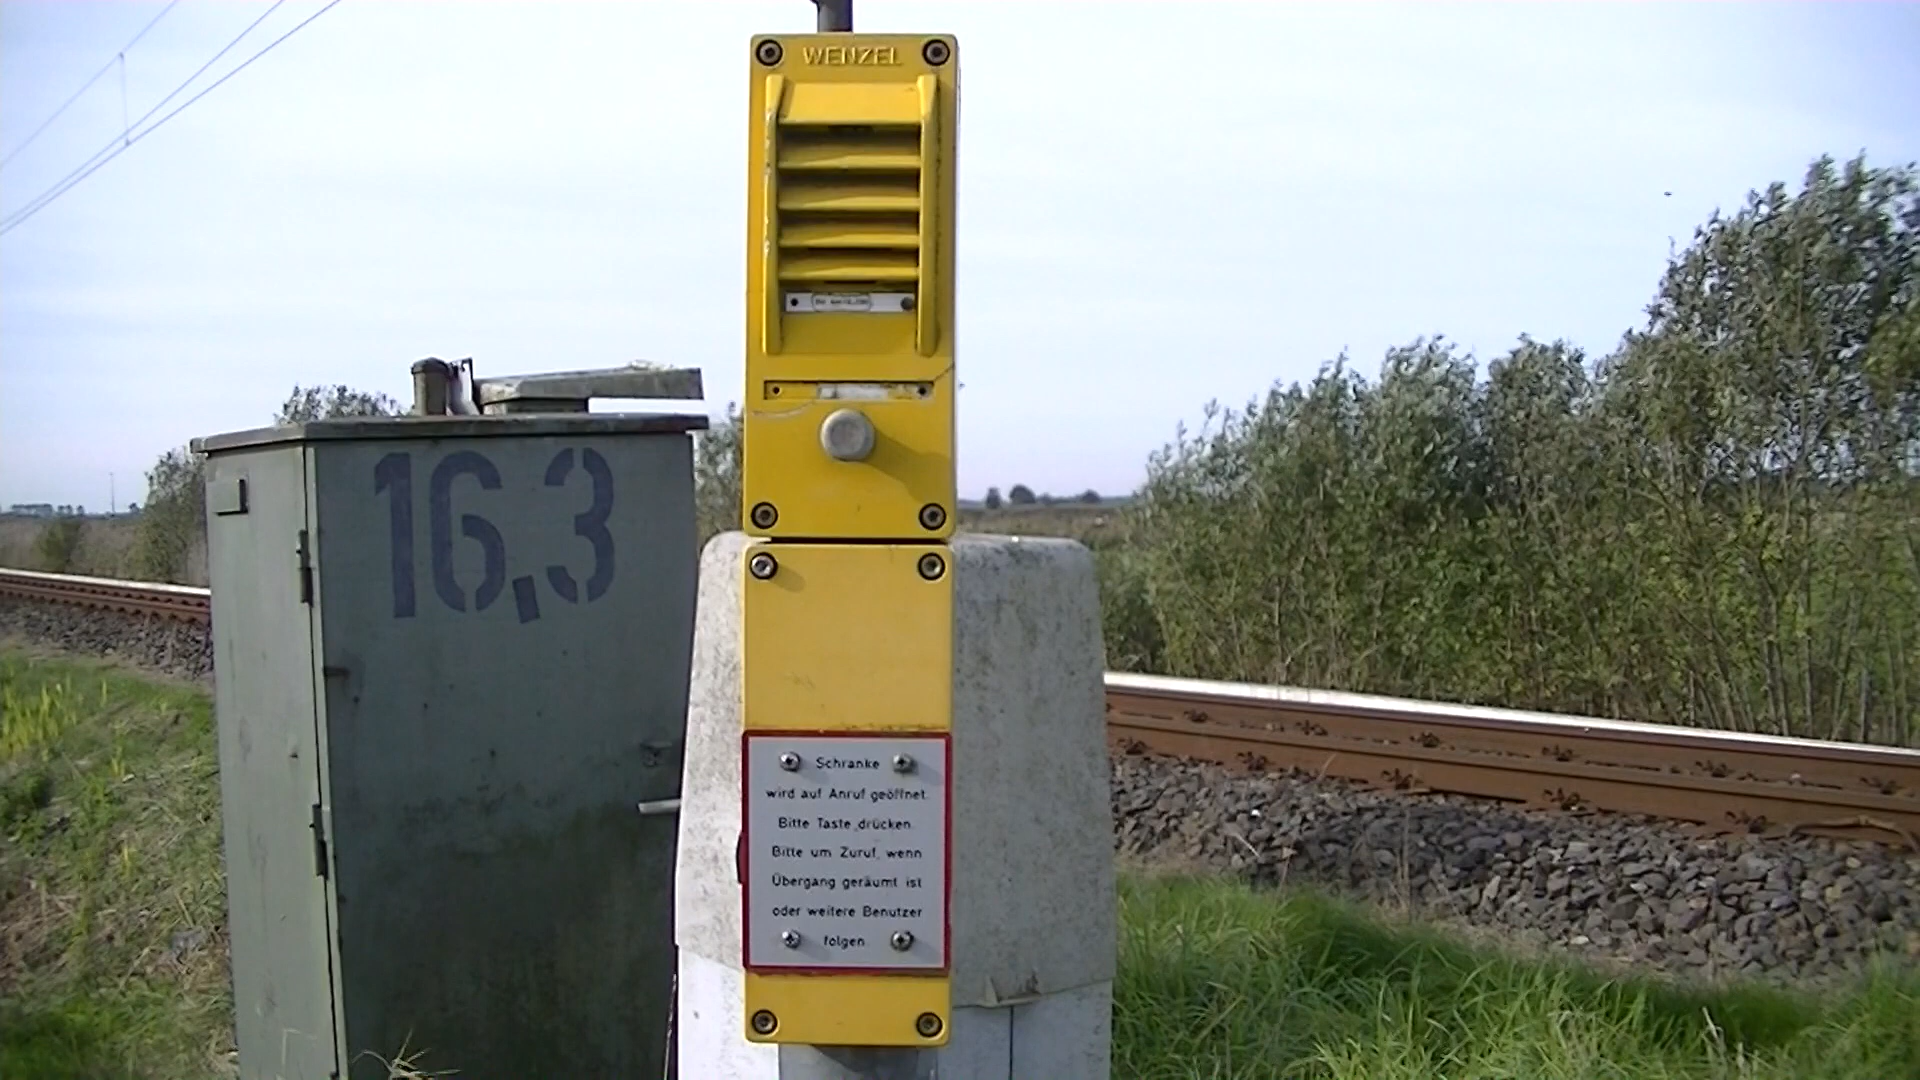 WENZEL
16,3
Schranke
wird auf Anruf geöffnet.
Bitte Taste drücken.
Bitte um Zuruf, wenn
Übergang geräumt ist
oder weitere Benutzer
folgen.